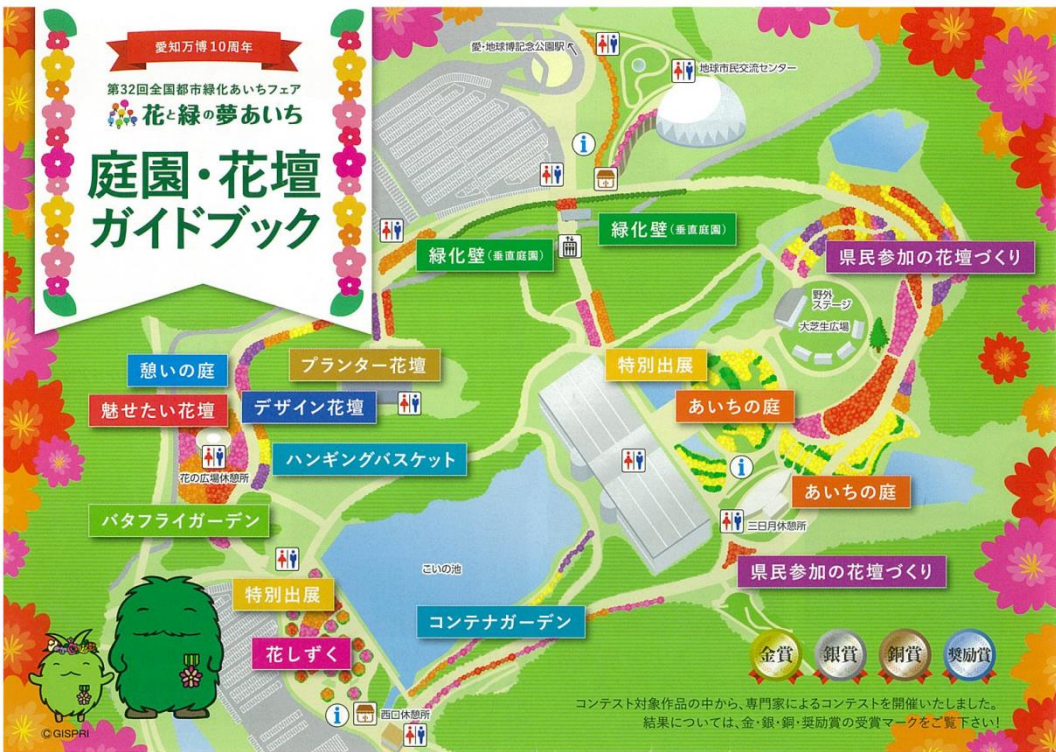 愛知万博10周年
第32回全国都市緑化あいちフェア
花と緑の夢あいち
庭園・花壇
ガイドブック
愛・地球博記念公園駅
地球市民交流センター
緑化壁(垂直庭園)
緑化壁(垂直庭園)
県民参加の花壇づくり
野外
ステージ
大芝生広場
憩いの庭
プランター花壇
特別出展
魅せたい花壇
デザイン花壇
あいちの庭
ハンギングバスケット
花の広場休憩所
あいちの庭
バタフライガーデン
三日月休憩所
こいの池
県民参加の花壇づくり
特別出展
コンテナガーデン
花しずく
西口休憩所
金賞
銀賞
銅賞
奨励賞
コンテスト対象作品の中から、専門家によるコンテストを開催いたしました。
結果については、金・銀・銅・奨励賞の受賞マークをご覧下さい!
© GISPRI